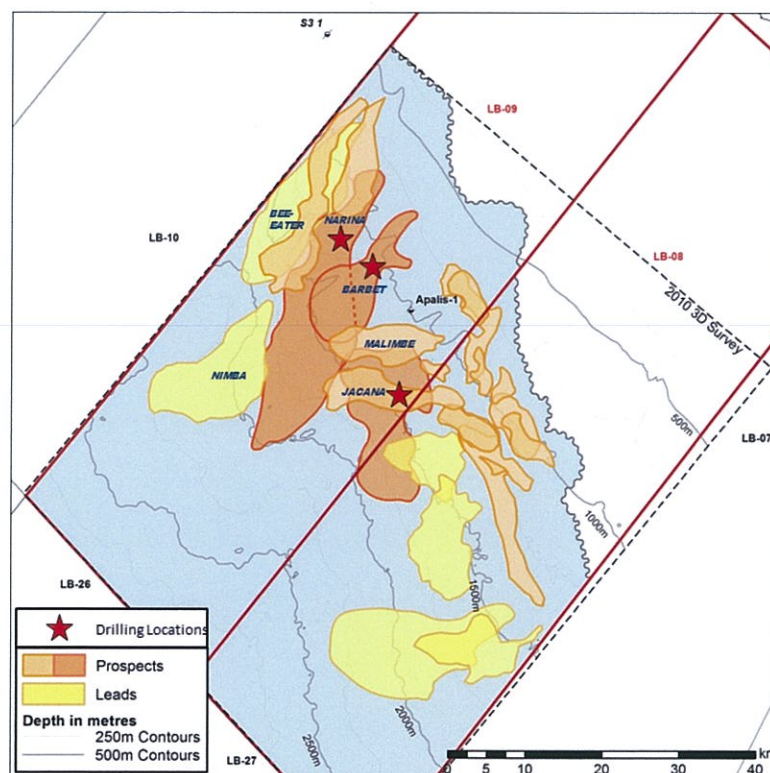 S3 1
LB-09
LB-10
BEE-
EATER
NARINA
LB-08
BARBET
Apalis-1
2010 3D Survey
MALIMBE
NIMBA
JACANA
500m
LB-07
1000m
LB-26
1500m
Drilling Locations
Prospects
Leads
Depth in metres
250m Contours
500m Contours
2000m
2500m
LB-27
km
0 5 10 20 30 40